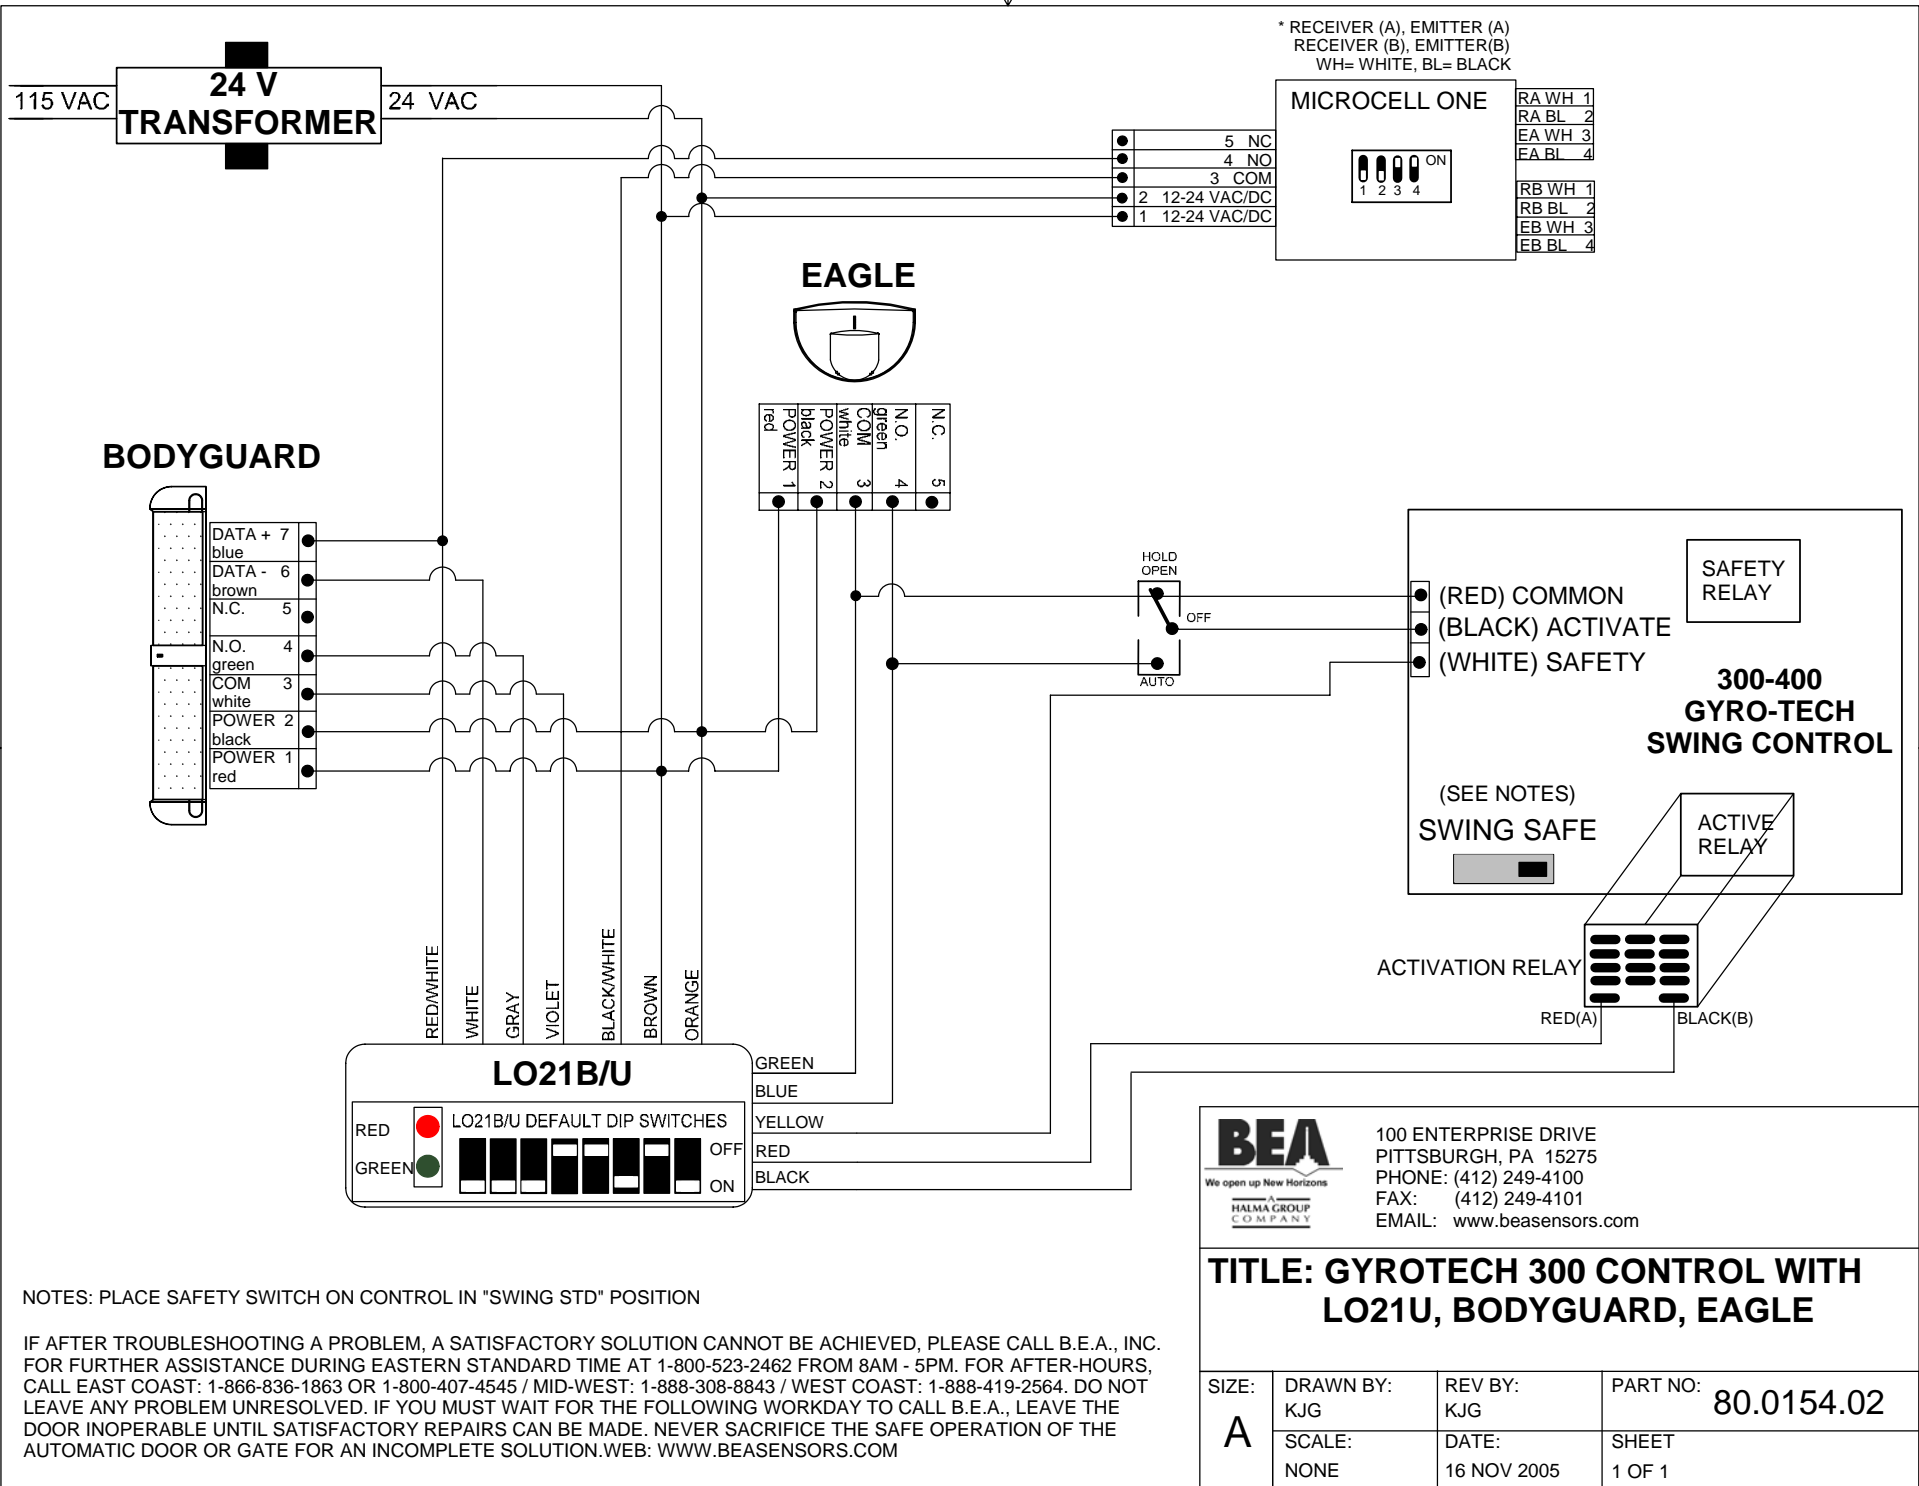 * RECEIVER (A), EMITTER (A)
RECEIVER (B), EMITTER(B)
WH= WHITE, BL= BLACK
115 VAC
24 V
TRANSFORMER
24 VAC
MICROCELL ONE
5 NC
4 NO
3 COM
2 12-24 VAC/DC
1 12-24 VAC/DC
ON
1 2 3 4
RA WH 1
RA BL 2
EA WH 3
EA BL 4
RB WH 1
RB BL 2
EB WH 3
EB BL 4
EAGLE
POWER 1
red
POWER 2
black
COM 3
white
N.O. 4
green
N.C. 5
BODYGUARD
DATA + 7
blue
DATA - 6
brown
N.C. 5
N.O. 4
green
COM 3
white
POWER 2
black
POWER 1
red
HOLD
OPEN
OFF
AUTO
(RED) COMMON
(BLACK) ACTIVATE
(WHITE) SAFETY
SAFETY
RELAY
300-400
GYRO-TECH
SWING CONTROL
(SEE NOTES)
SWING SAFE
ACTIVE
RELAY
ACTIVATION RELAY
RED(A)
BLACK(B)
RED/WHITE
WHITE
GRAY
VIOLET
BLACK/WHITE
BROWN
ORANGE
LO21B/U
GREEN
BLUE
YELLOW
RED
BLACK
RED
GREEN
LO21B/U DEFAULT DIP SWITCHES
OFF
ON
BEA
We open up New Horizons
A
HALMA GROUP
COMPANY
100 ENTERPRISE DRIVE
PITTSBURGH, PA 15275
PHONE: (412) 249-4100
FAX: (412) 249-4101
EMAIL: www.beasensors.com
TITLE: GYROTECH 300 CONTROL WITH
LO21U, BODYGUARD, EAGLE
SIZE:
A
DRAWN BY:
KJG
REV BY:
KJG
PART NO: 80.0154.02
SCALE:
NONE
DATE:
16 NOV 2005
SHEET
1 OF 1
NOTES: PLACE SAFETY SWITCH ON CONTROL IN "SWING STD" POSITION
IF AFTER TROUBLESHOOTING A PROBLEM, A SATISFACTORY SOLUTION CANNOT BE ACHIEVED, PLEASE CALL B.E.A., INC.
FOR FURTHER ASSISTANCE DURING EASTERN STANDARD TIME AT 1-800-523-2462 FROM 8AM - 5PM. FOR AFTER-HOURS,
CALL EAST COAST: 1-866-836-1863 OR 1-800-407-4545 / MID-WEST: 1-888-308-8843 / WEST COAST: 1-888-419-2564. DO NOT
LEAVE ANY PROBLEM UNRESOLVED. IF YOU MUST WAIT FOR THE FOLLOWING WORKDAY TO CALL B.E.A., LEAVE THE
DOOR INOPERABLE UNTIL SATISFACTORY REPAIRS CAN BE MADE. NEVER SACRIFICE THE SAFE OPERATION OF THE
AUTOMATIC DOOR OR GATE FOR AN INCOMPLETE SOLUTION.WEB: WWW.BEASENSORS.COM